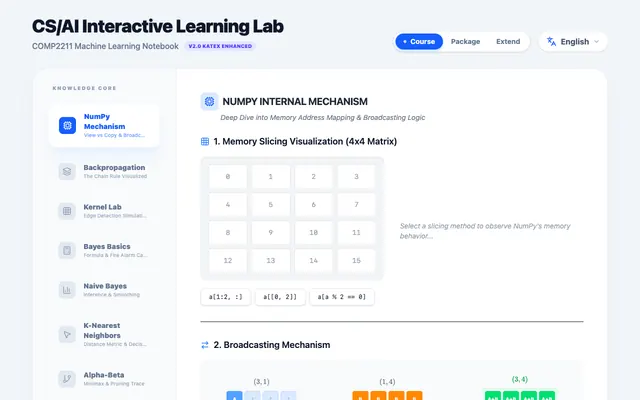 CS/AI Interactive Learning Lab
COMP2211 Machine Learning Notebook V2.0 KATEX ENHANCED
Course Package Extend English
KNOWLEDGE CORE
NumPy Mechanism
View vs Copy & Broadc...
Backpropagation
The Chain Rule Visualized
Kernel Lab
Edge Detection Simulati...
Bayes Basics
Formula & Fire Alarm Ca...
Naive Bayes
Inference & Smoothing
K-Nearest Neighbors
Distance Metric & Decis...
Alpha-Beta
Minimax & Pruning Trace
NUMPY INTERNAL MECHANISM
Deep Dive into Memory Address Mapping & Broadcasting Logic
1. Memory Slicing Visualization (4x4 Matrix)
0 1 2 3
4 5 6 7
8 9 10 11
12 13 14 15
Select a slicing method to observe NumPy's memory
behavior...
a[1:2, :] a[[0, 2]] a[a % 2 == 0]
2. Broadcasting Mechanism
(3,1) (1,4) (3,4)